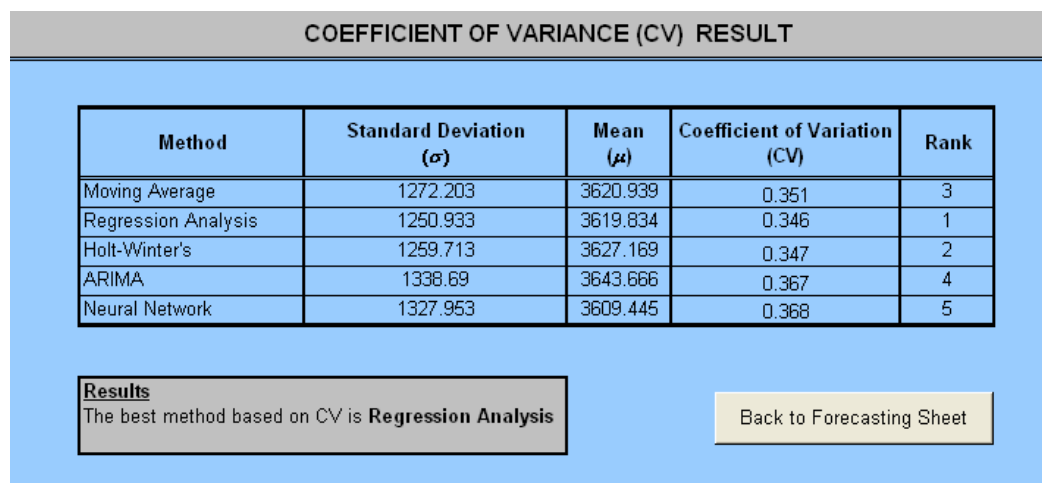 COEFFICIENT OF VARIANCE (CV) RESULT
Method Standard Deviation (σ) Mean (μ) Coefficient of Variation (CV) Rank
Moving Average 1272.203 3620.939 0.351 3
Regression Analysis 1250.933 3619.834 0.346 1
Holt-Winter's 1259.713 3627.169 0.347 2
ARIMA 1338.69 3643.666 0.367 4
Neural Network 1327.953 3609.445 0.368 5
Results
The best method based on CV is Regression Analysis
Back to Forecasting Sheet